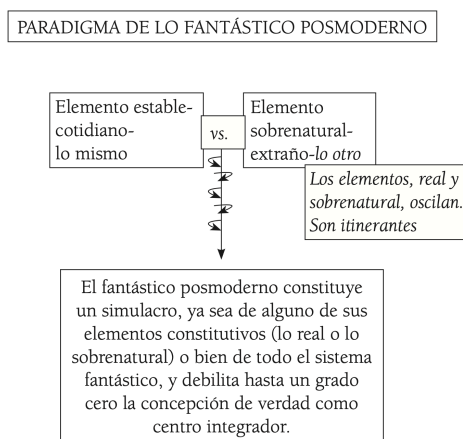 PARADIGMA DE LO FANTÁSTICO POSMODERNO
Elemento estable-
cotidiano-
lo mismo
vs.
Elemento
sobrenatural-
extraño-lo otro
Los elementos, real y
sobrenatural, oscilan.
Son itinerantes
El fantástico posmoderno constituye
un simulacro, ya sea de alguno de sus
elementos constitutivos (lo real o lo
sobrenatural) o bien de todo el sistema
fantástico, y debilita hasta un grado
cero la concepción de verdad como
centro integrador.